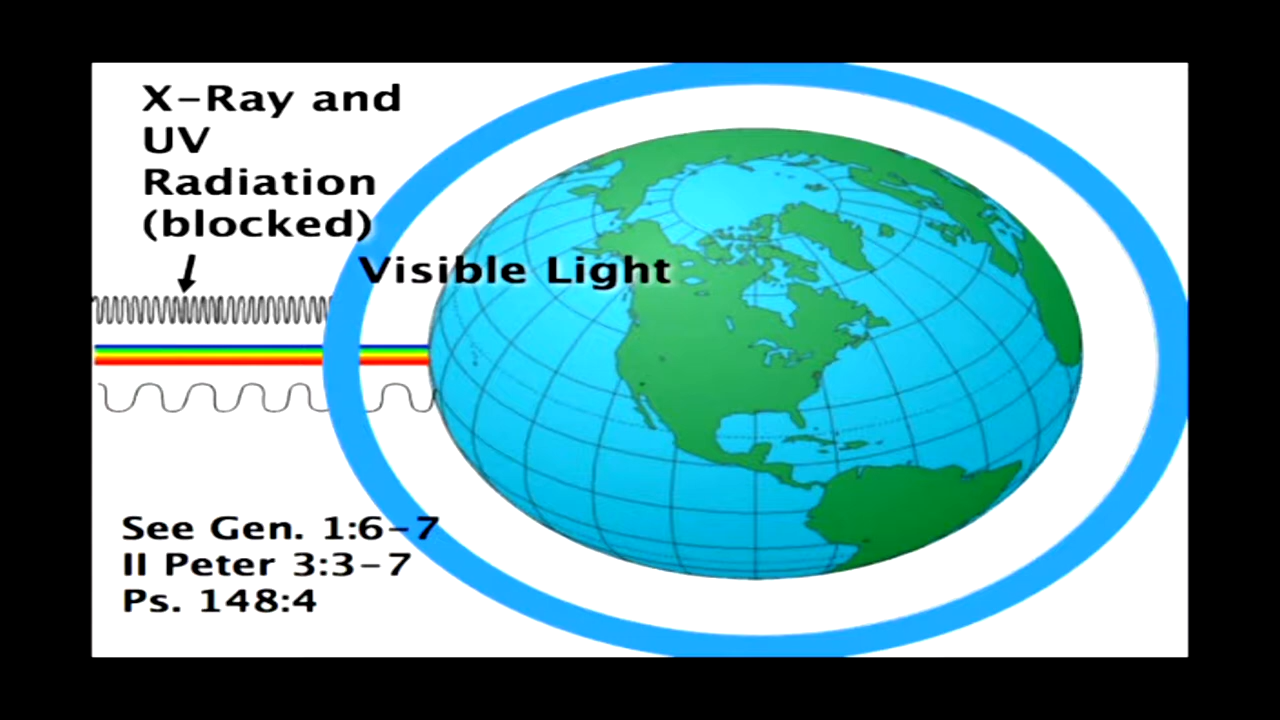 X-Ray and
UV
Radiation
(blocked)
Visible Light
See Gen. 1:6-7
II Peter 3:3-7
Ps. 148:4